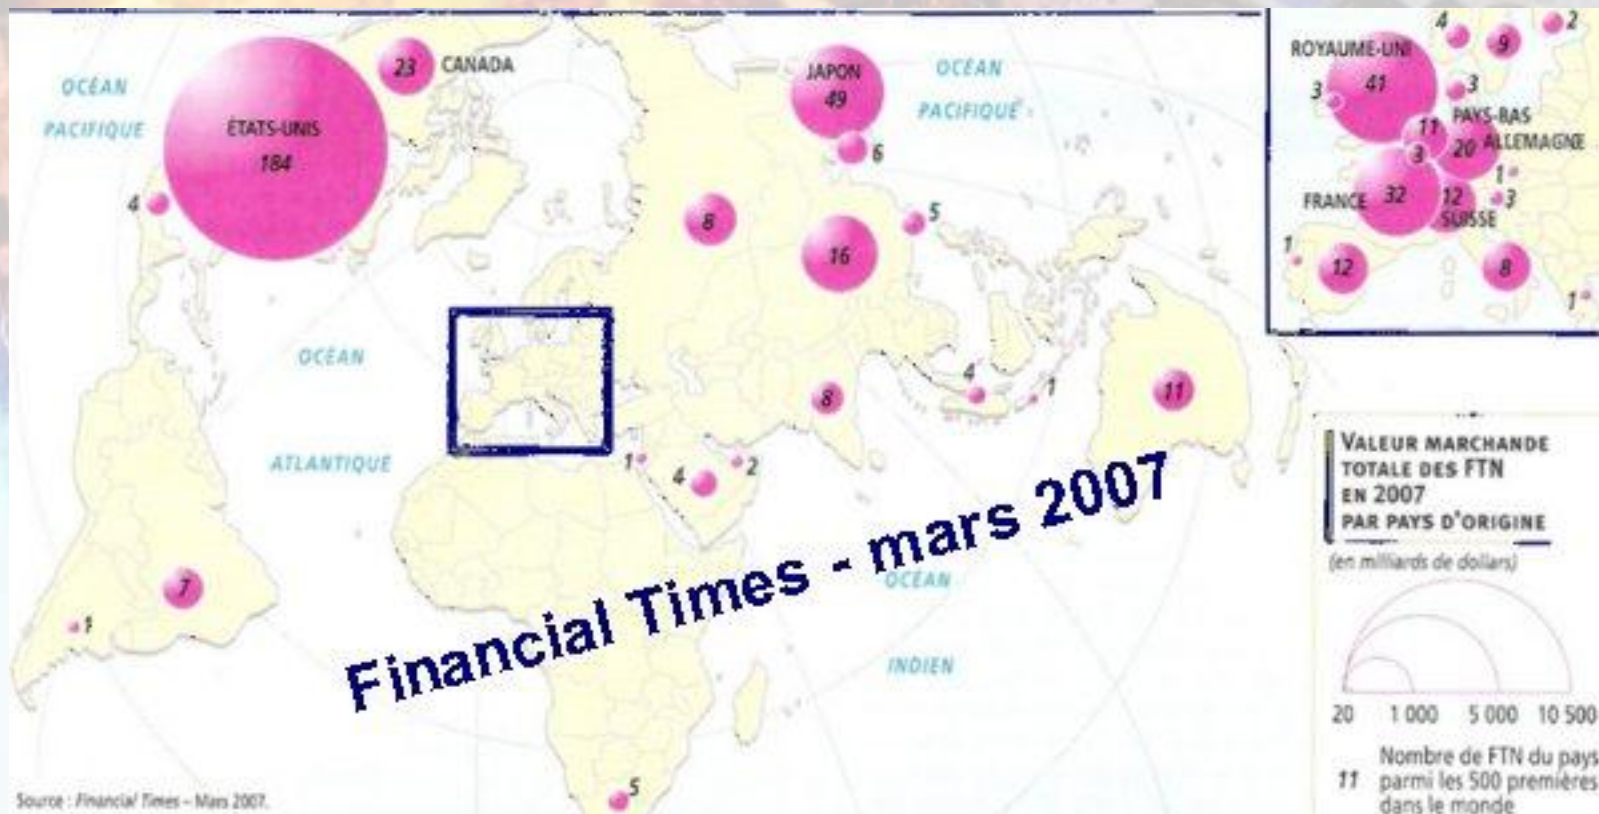 OCÉAN
PACIFIQUE
ÉTATS-UNIS
184
23 CANADA
4
JAPON
49
6
OCÉAN
PACIFIQUE
8
16
5
OCÉAN
ATLANTIQUE
8
4
1
11
1
4
2
7
1
5
OCÉAN
INDIEN
Financial Times - mars 2007
Source : Financial Times – Mars 2007.
ROYAUME-UNI
41
4
9
2
3
3
PAYS-BAS
11
3
20 ALLEMAGNE
1
FRANCE 32
12
SUISSE
3
1
12
8
1
VALEUR MARCHANDE
TOTALE DES FTN
EN 2007
PAR PAYS D'ORIGINE
(en milliards de dollars)
20 1 000 5 000 10 500
Nombre de FTN du pays
11 parmi les 500 premières
dans le monde